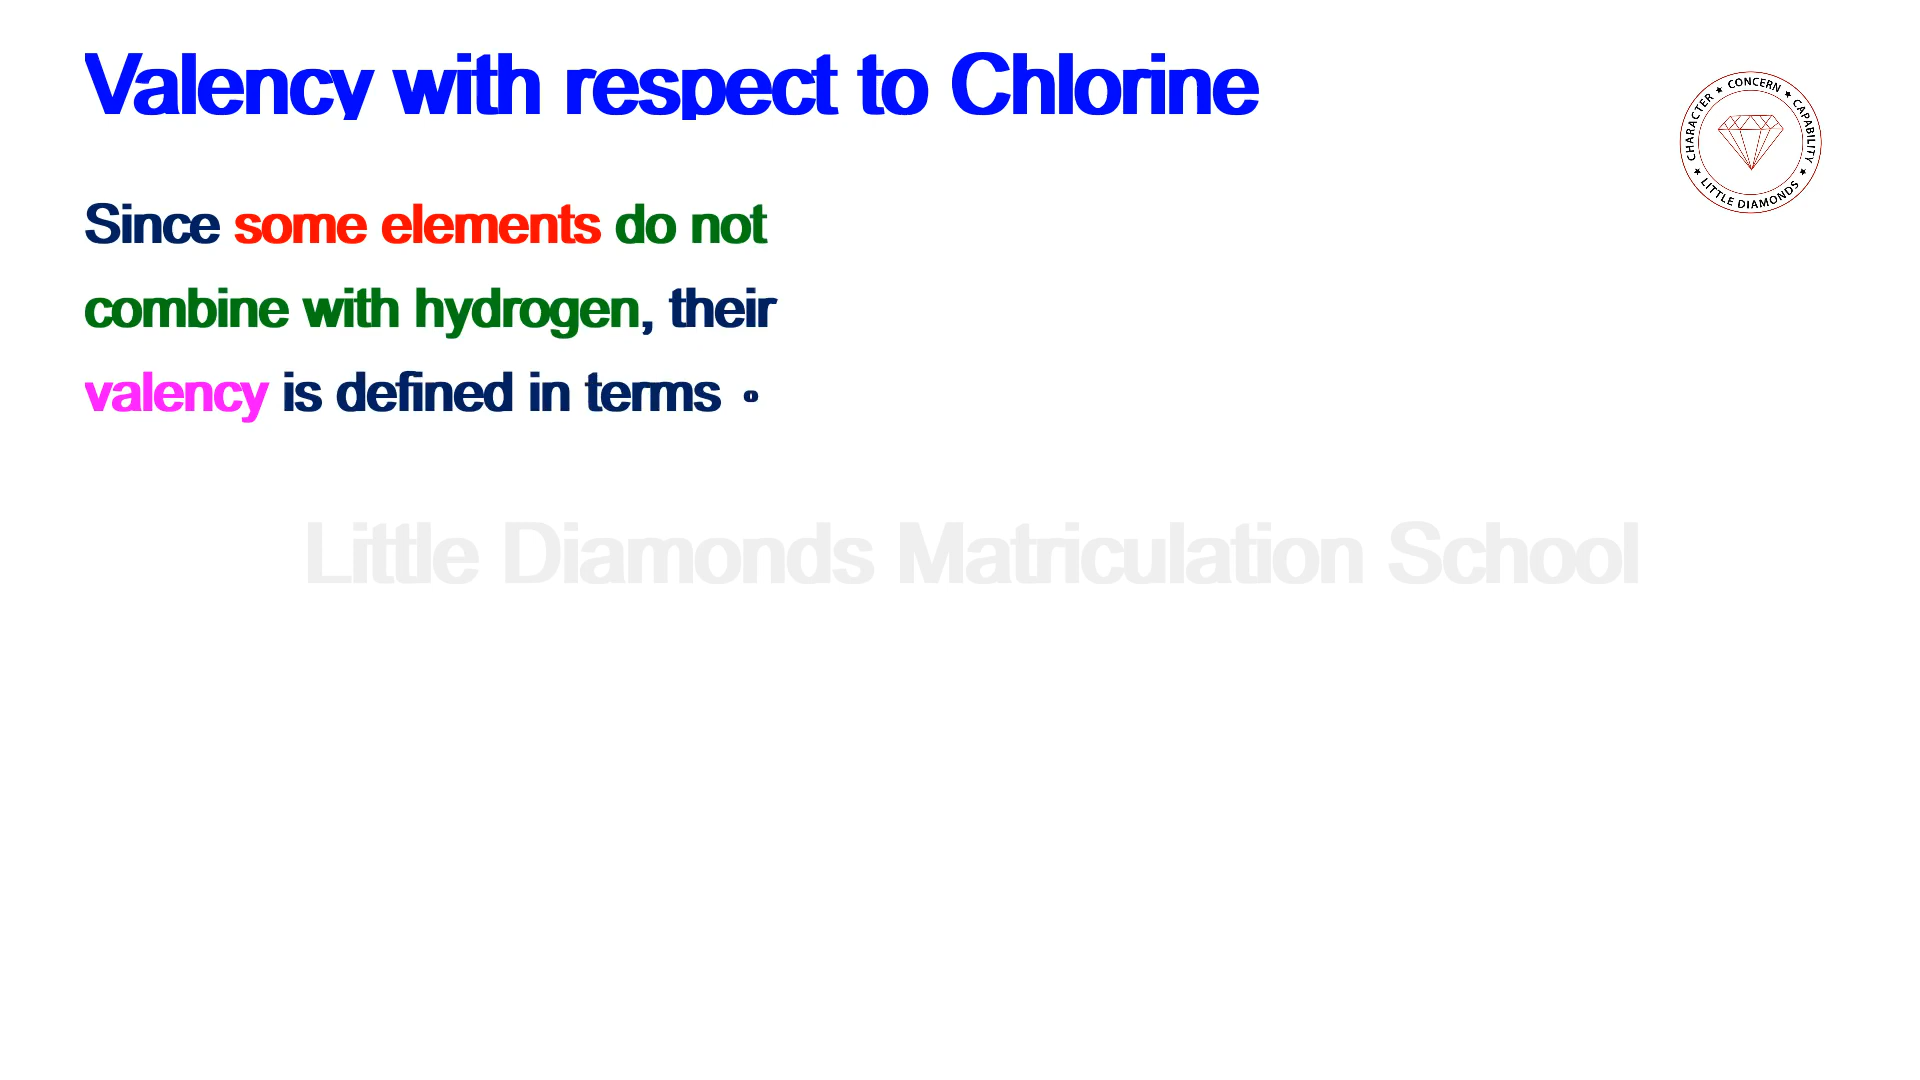 Valency with respect to Chlorine
CHARACTER ★ CONCERN ★ CAPABILITY ★ LITTLE DIAMONDS ★
Since some elements do not
combine with hydrogen, their
valency is defined in terms o
Little Diamonds Matriculation School